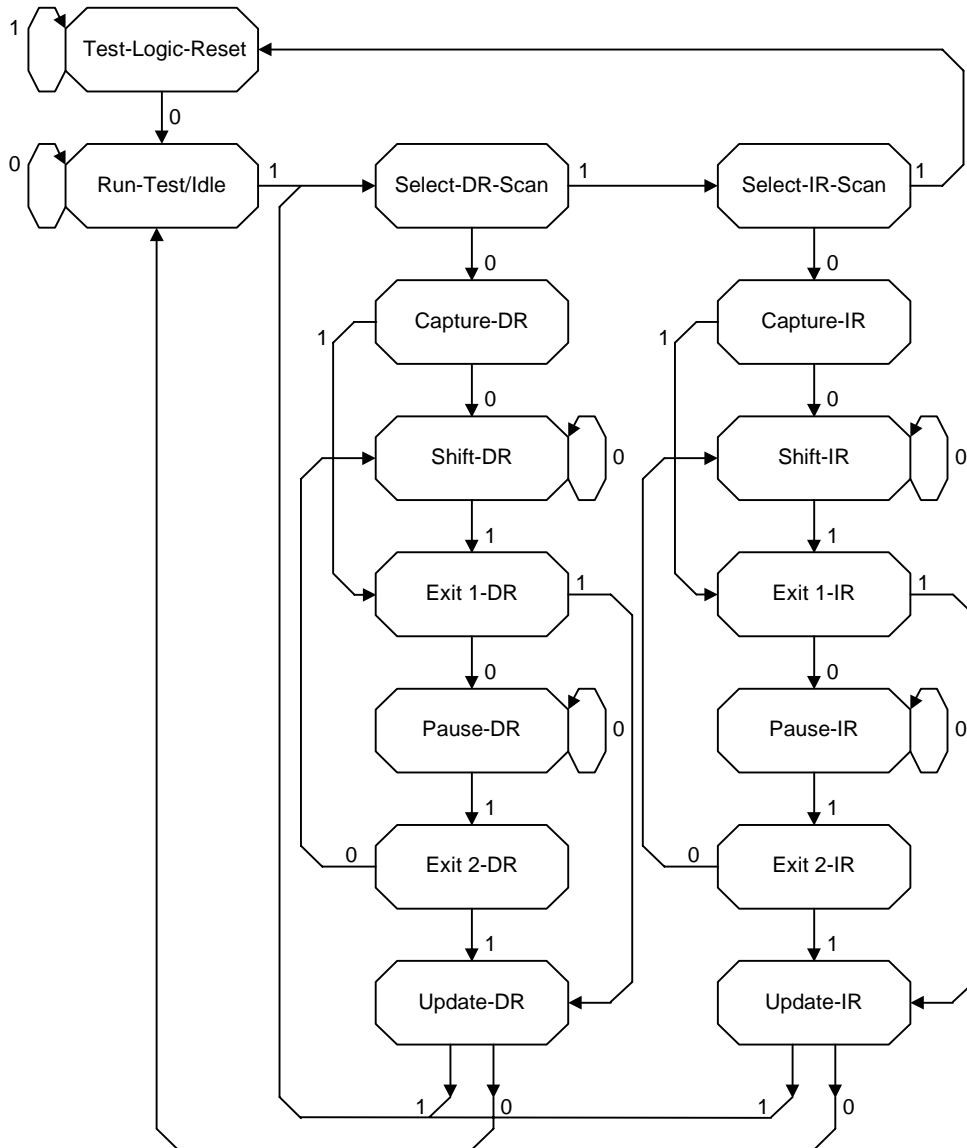 1
Test-Logic-Reset
0
0
Run-Test/Idle
1
Select-DR-Scan
1
Select-IR-Scan
1
0
0
Capture-DR
1
Capture-IR
1
0
0
Shift-DR
0
Shift-IR
0
1
1
Exit 1-DR
1
Exit 1-IR
1
0
0
Pause-DR
0
Pause-IR
0
1
1
Exit 2-DR
0
Exit 2-IR
0
1
1
Update-DR
Update-IR
1
0
1
0